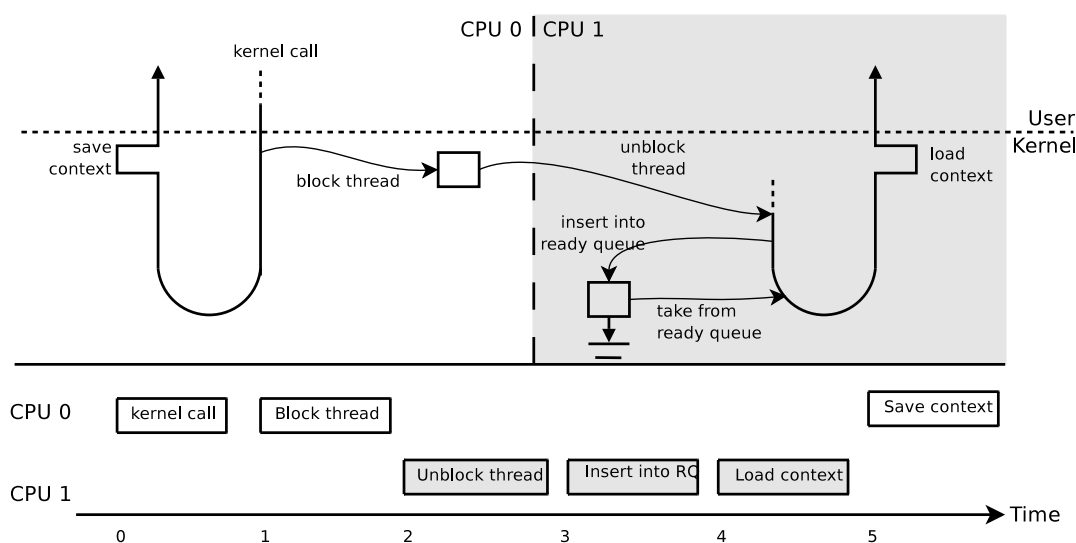 CPU 0
CPU 1
kernel call
User
Kernel
save
context
block thread
unblock
thread
load
context
insert into
ready queue
take from
ready queue
CPU 0
kernel call
Block thread
Save context
CPU 1
Unblock thread
Insert into RQ
Load context
Time
0
1
2
3
4
5